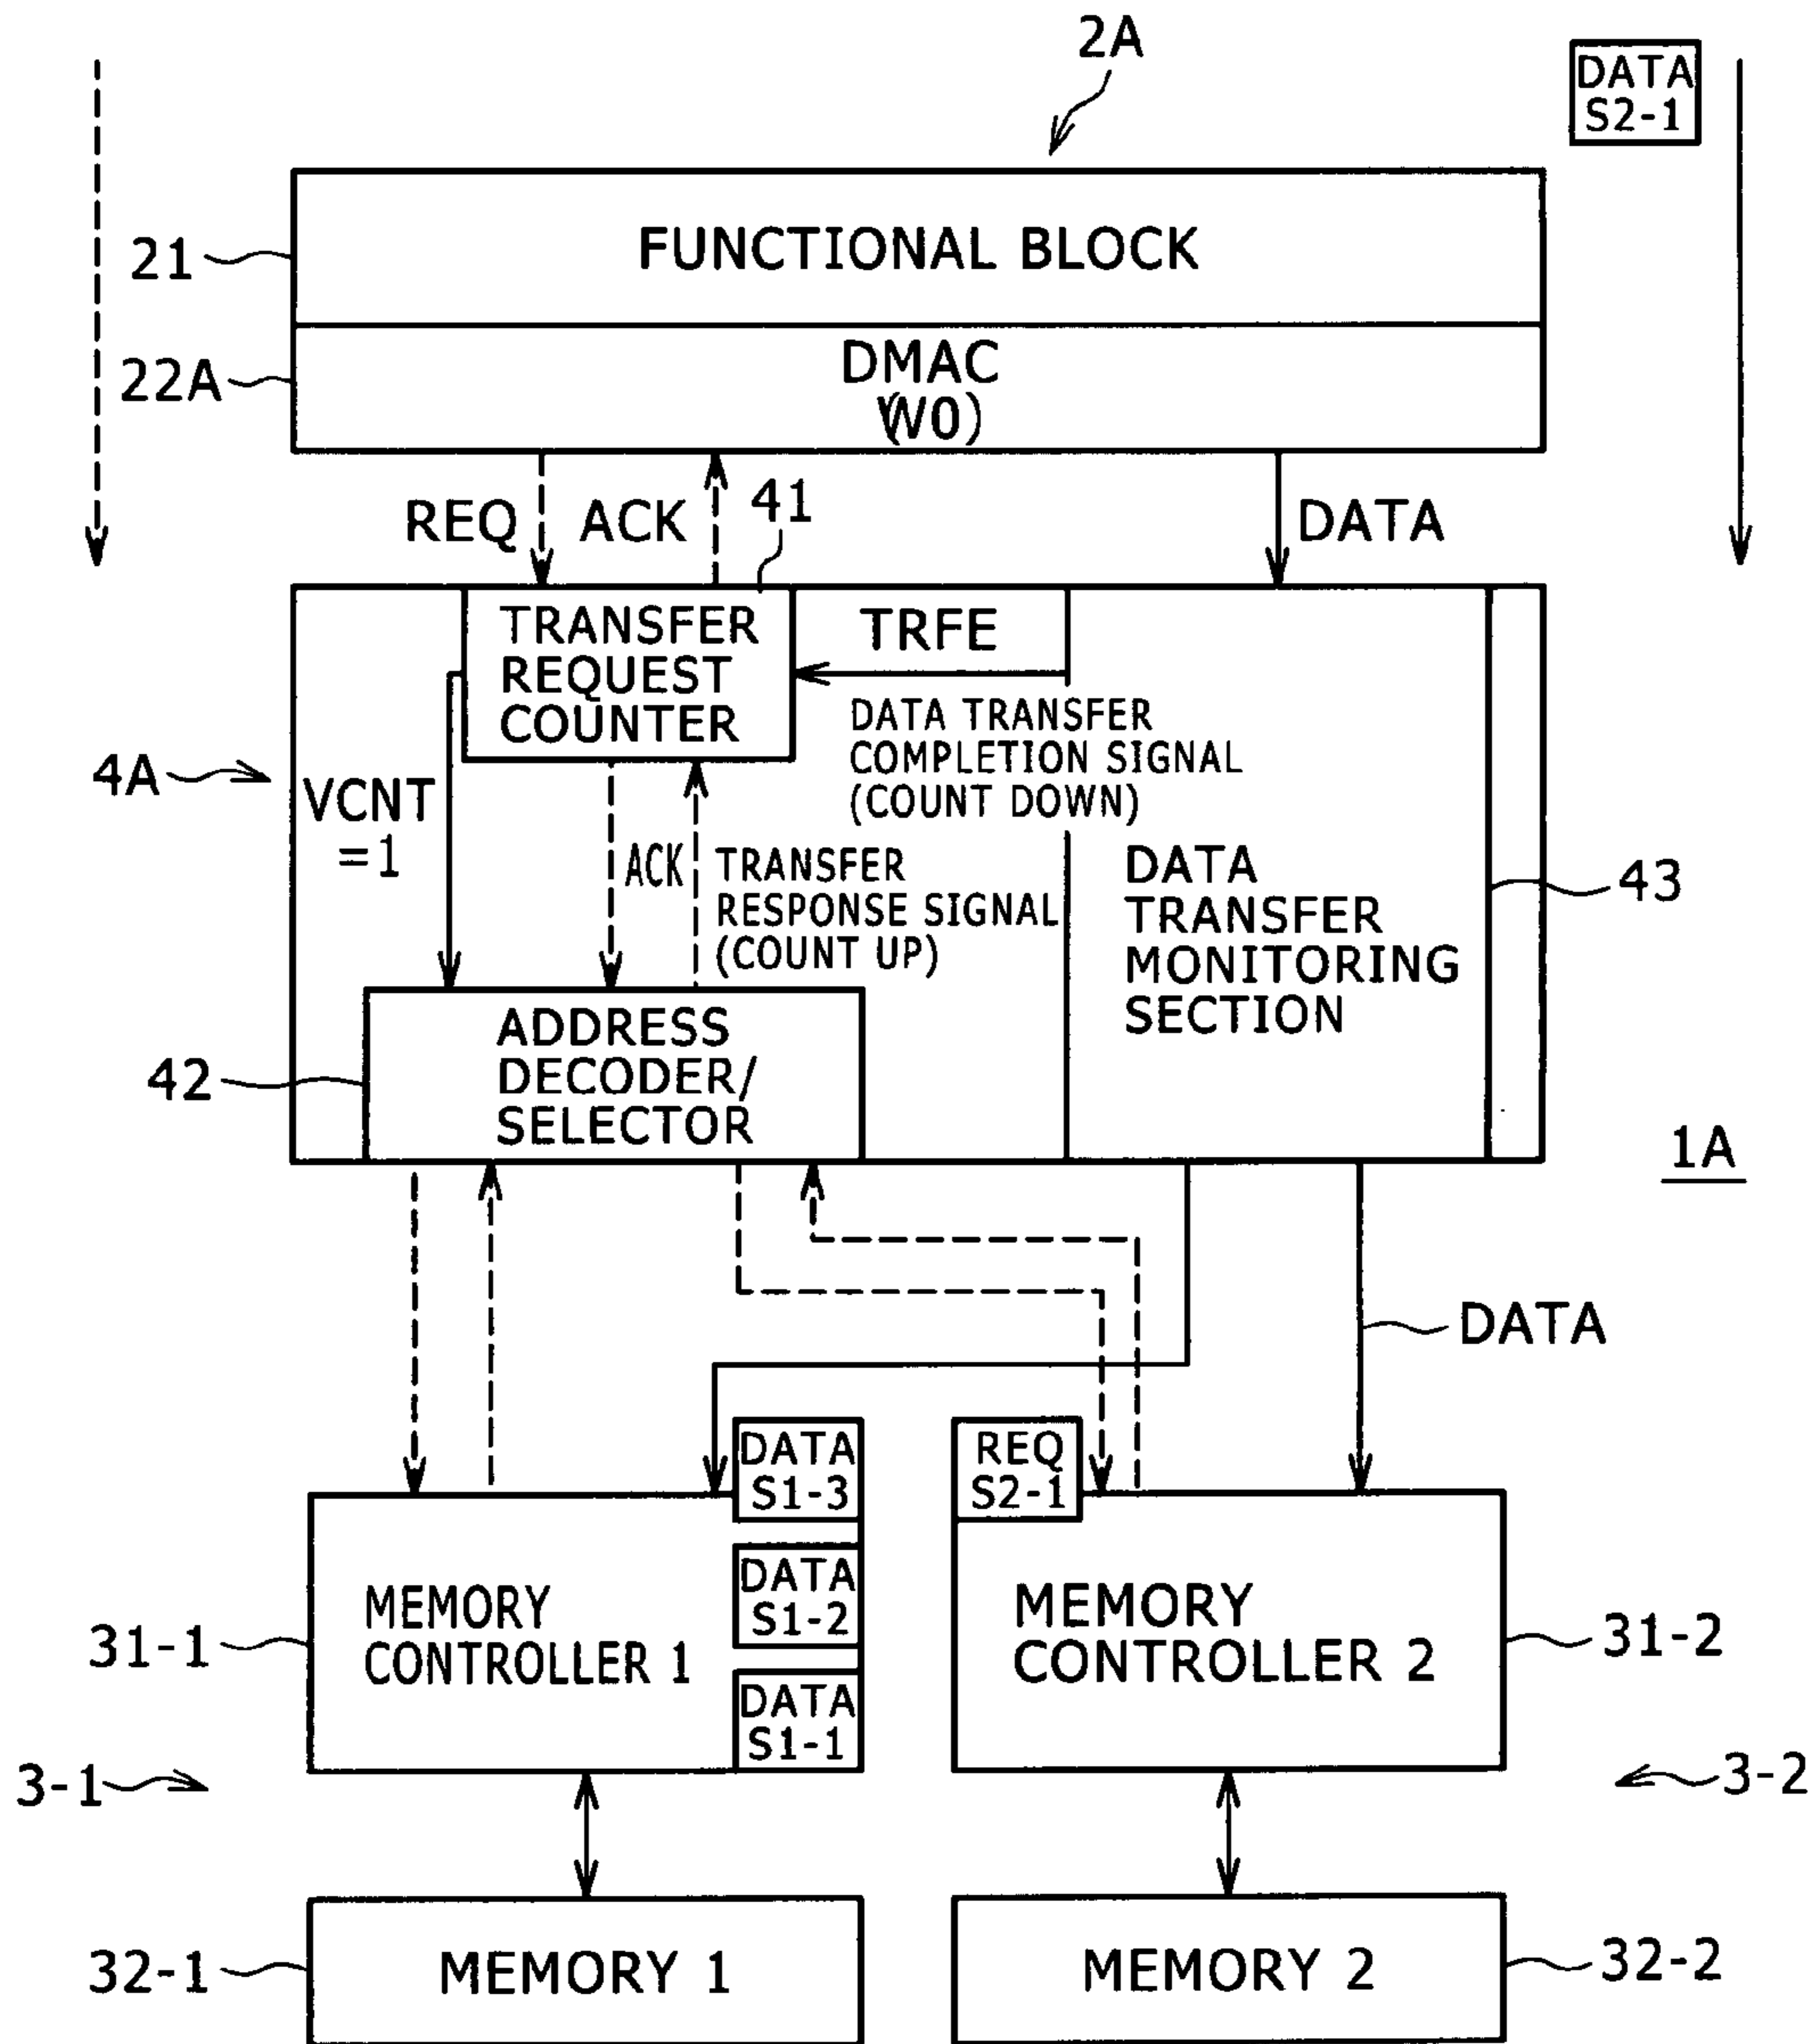 2A
DATA
S2-1
21
FUNCTIONAL BLOCK
22A
DMAC
(W0)
REQ
ACK
41
DATA
TRANSFER
REQUEST
COUNTER
TRFE
DATA TRANSFER
COMPLETION SIGNAL
(COUNT DOWN)
4A
VCNT
=1
ACK
TRANSFER
RESPONSE SIGNAL
(COUNT UP)
DATA
TRANSFER
MONITORING
SECTION
43
42
ADDRESS
DECODER/
SELECTOR
1A
DATA
DATA
S1-3
REQ
S2-1
MEMORY
CONTROLLER 1
DATA
S1-2
DATA
S1-1
MEMORY
CONTROLLER 2
31-1
31-2
3-1
3-2
32-1
MEMORY 1
MEMORY 2
32-2